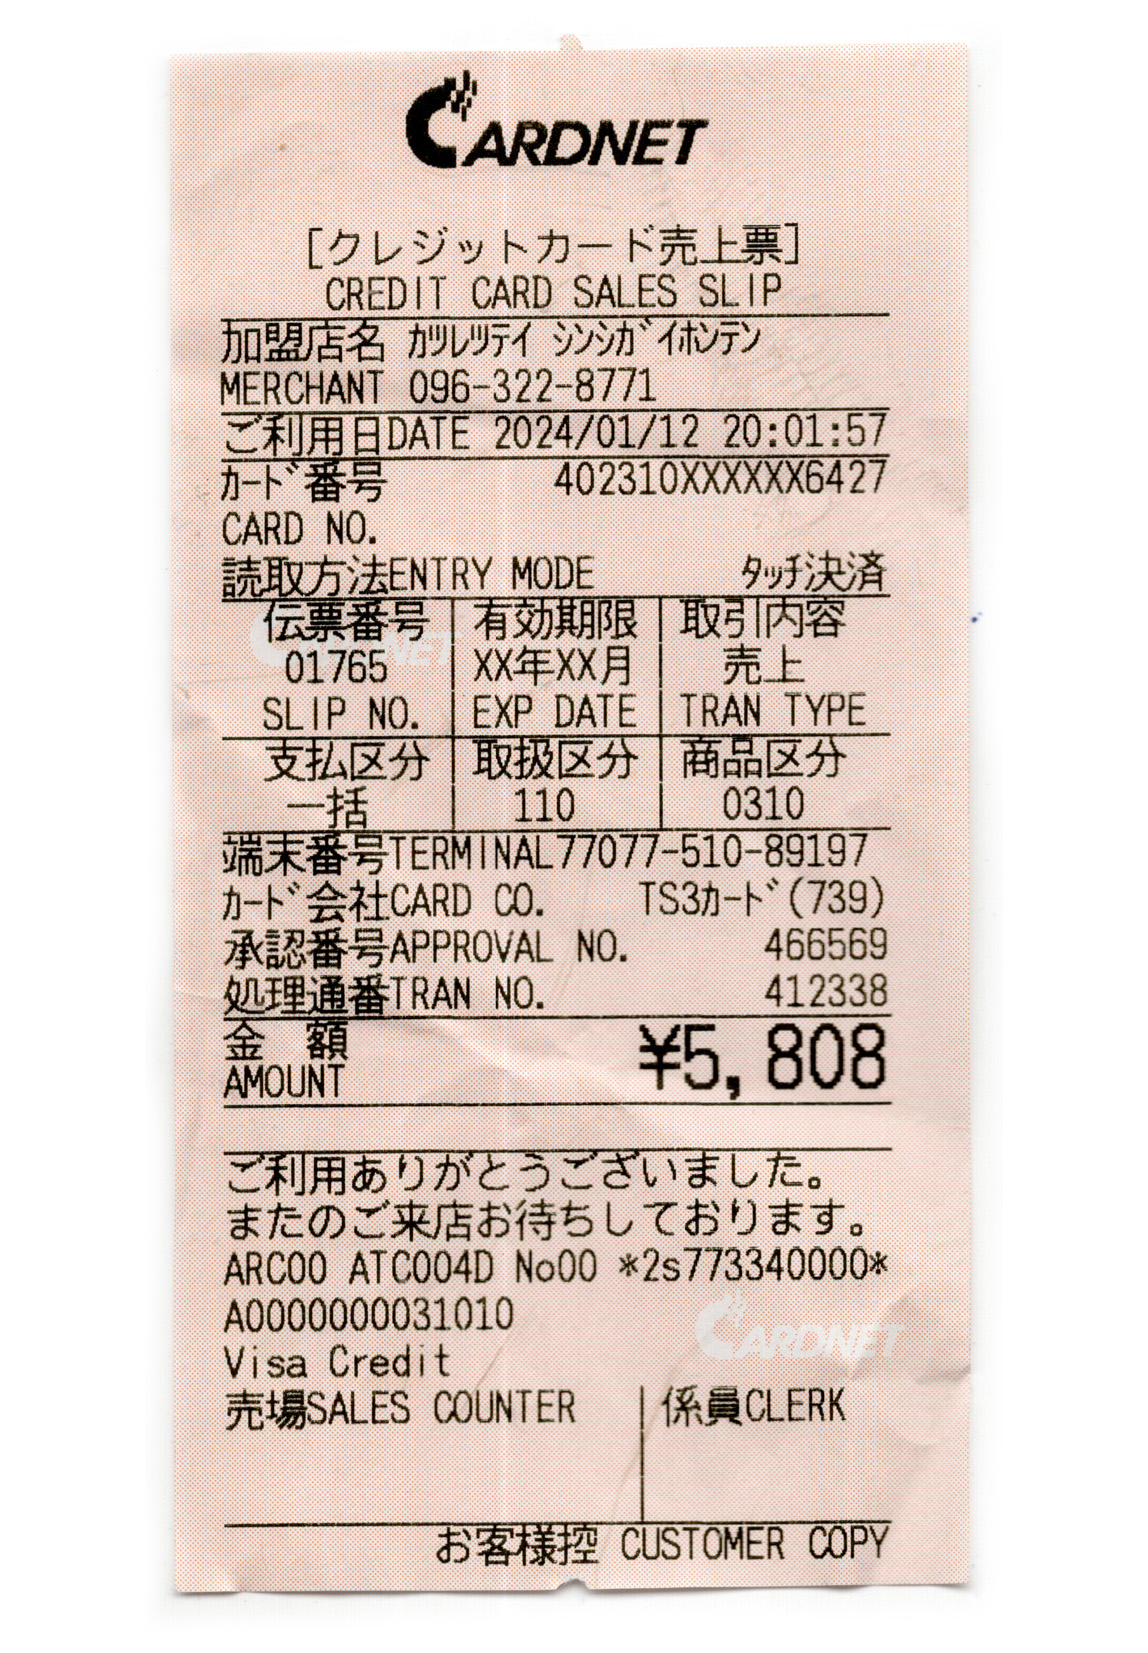 CARDNET
[クレジットカード売上票]
CREDIT CARD SALES SLIP
加盟店名 ｶﾂﾚﾂﾃｲ ｼﾝｼｶﾞｲﾎﾝﾃﾝ
MERCHANT 096-322-8771
ご利用日DATE 2024/01/12 20:01:57
ｶｰﾄﾞ番号 402310XXXXXX6427
CARD NO.
読取方法ENTRY MODE ﾀｯﾁ決済
伝票番号 有効期限 取引内容
01765 XX年XX月 売上
SLIP NO. EXP DATE TRAN TYPE
支払区分 取扱区分 商品区分
一括 110 0310
端末番号TERMINAL77077-510-89197
ｶｰﾄﾞ会社CARD CO. TS3ｶｰﾄﾞ(739)
承認番号APPROVAL NO. 466569
処理通番TRAN NO. 412338
金 額 ¥5,808
AMOUNT
ご利用ありがとうございました。
またのご来店お待ちしております。
ARC00 ATC004D No00 *2s773340000*
A0000000031010
CARDNET
Visa Credit
売場SALES COUNTER 係員CLERK
お客様控 CUSTOMER COPY